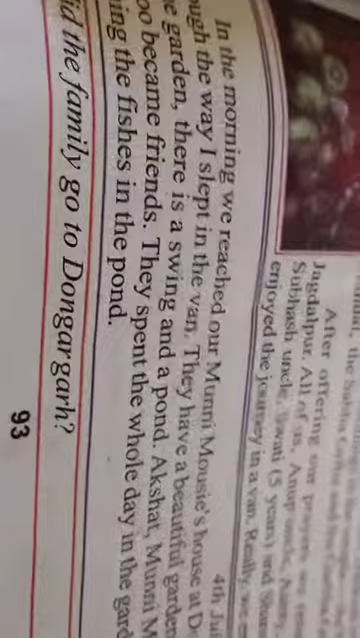 After offering our prayers we
Jagdalpur. All of us, Anup
Subhash uncle, Swati (5 years) and
enjoyed the journey in a van. Really, we
4th Jul
In the morning we reached our Munni Mousie's house at D
ough the way I slept in the van. They have a beautiful garden
e garden, there is a swing and a pond. Akshat, Munni M
oo became friends. They spent the whole day in the gard
ing the fishes in the pond.
id the family go to Dongargarh?
93